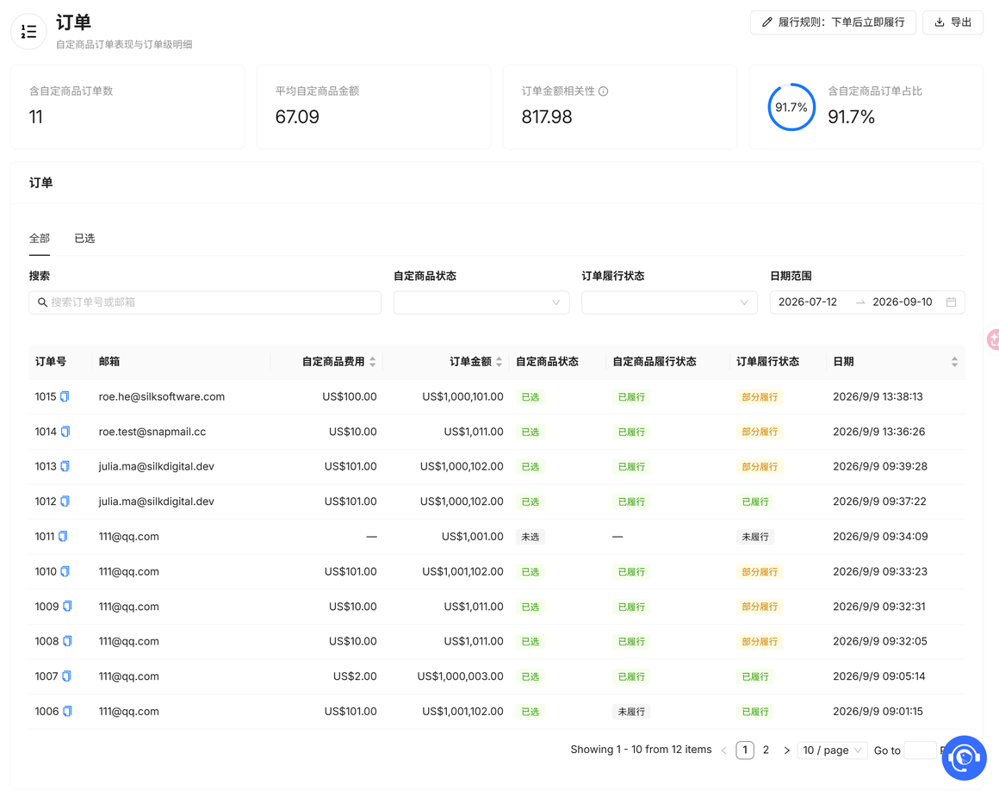 订单
自定商品订单表现与订单级明细
履行规则：下单后立即履行
导出
含自定商品订单数
11
平均自定商品金额
67.09
订单金额相关性
817.98
91.7%
含自定商品订单占比
91.7%
订单
全部 已选
搜索 自定商品状态 订单履行状态 日期范围
搜索订单号或邮箱 2026-07-12 → 2026-09-10
订单号 邮箱 自定商品费用 订单金额 自定商品状态 自定商品履行状态 订单履行状态 日期
1015 roe.he@silksoftware.com US$100.00 US$1,000,101.00 已选 已履行 部分履行 2026/9/9 13:38:13
1014 roe.test@snapmail.cc US$10.00 US$1,011.00 已选 已履行 部分履行 2026/9/9 13:36:26
1013 julia.ma@silkdigital.dev US$101.00 US$1,000,102.00 已选 已履行 部分履行 2026/9/9 09:39:28
1012 julia.ma@silkdigital.dev US$101.00 US$1,000,102.00 已选 已履行 已履行 2026/9/9 09:37:22
1011 111@qq.com — US$1,001.00 未选 — 未履行 2026/9/9 09:34:09
1010 111@qq.com US$101.00 US$1,001,102.00 已选 已履行 部分履行 2026/9/9 09:33:23
1009 111@qq.com US$10.00 US$1,011.00 已选 已履行 部分履行 2026/9/9 09:32:31
1008 111@qq.com US$10.00 US$1,011.00 已选 已履行 部分履行 2026/9/9 09:32:05
1007 111@qq.com US$2.00 US$1,000,003.00 已选 已履行 已履行 2026/9/9 09:05:14
1006 111@qq.com US$101.00 US$1,001,102.00 已选 未履行 已履行 2026/9/9 09:01:15
Showing 1 - 10 from 12 items < 1 2 > 10 / page Go to